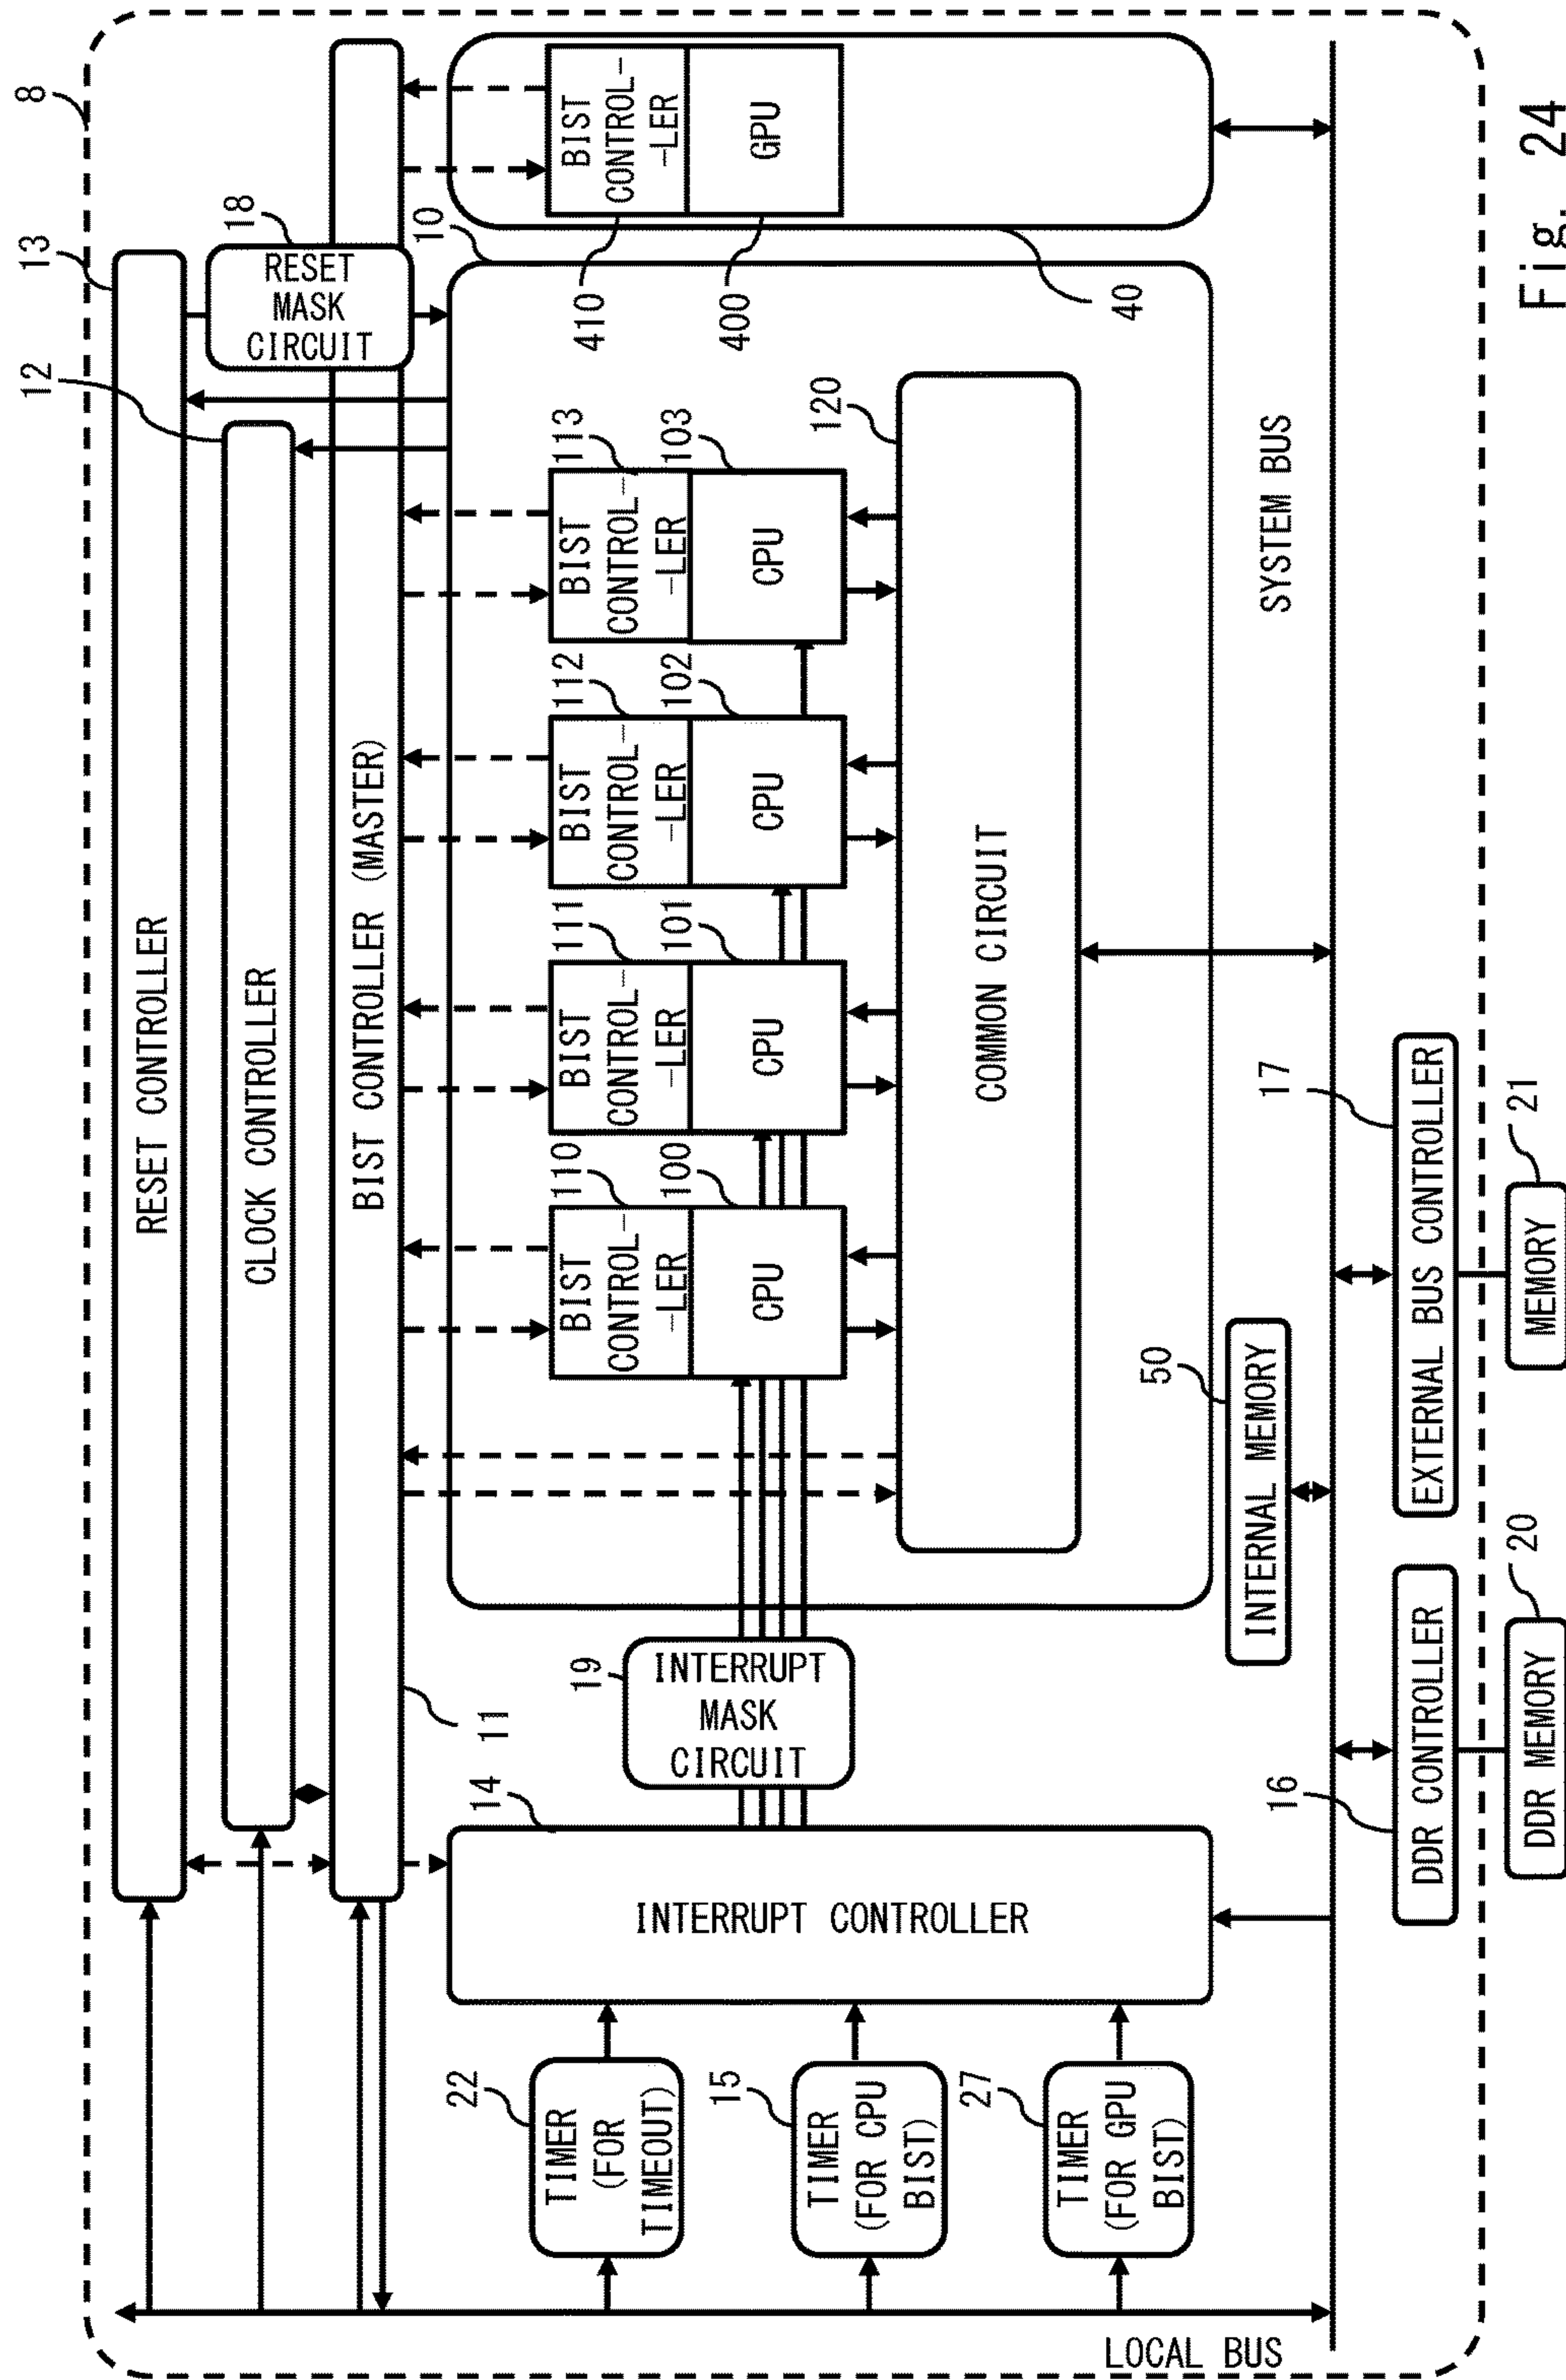 8
13
RESET CONTROLLER
18
RESET
MASK
CIRCUIT
12
CLOCK CONTROLLER
BIST CONTROLLER (MASTER)
11
10
14
INTERRUPT CONTROLLER
19
INTERRUPT
MASK
CIRCUIT
22
TIMER
(FOR
TIMEOUT)
15
TIMER
(FOR CPU
BIST)
27
TIMER
(FOR GPU
BIST)
110
BIST
CONTROL-
-LER
100
CPU
111
BIST
CONTROL-
-LER
101
CPU
112
BIST
CONTROL-
-LER
102
CPU
113
BIST
CONTROL-
-LER
103
CPU
410
BIST
CONTROL-
-LER
400
GPU
40
120
COMMON CIRCUIT
50
INTERNAL MEMORY
SYSTEM BUS
LOCAL BUS
16
DDR CONTROLLER
17
EXTERNAL BUS CONTROLLER
20
DDR MEMORY
21
MEMORY
Fig. 24